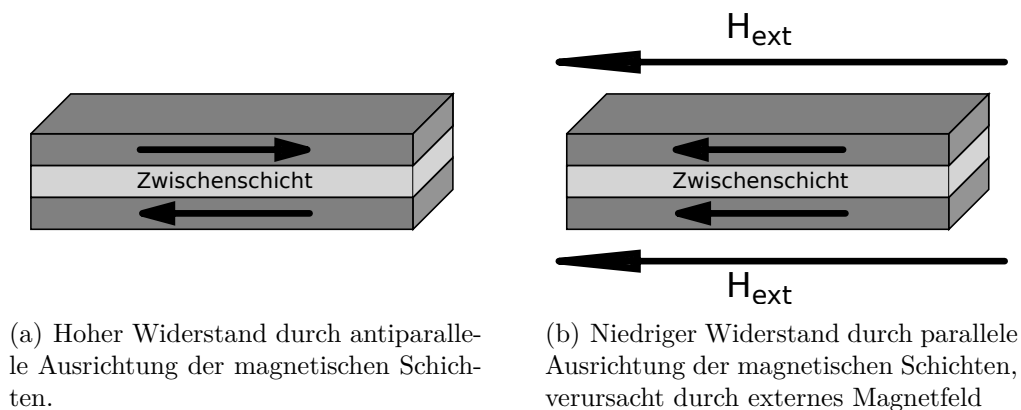 H_ext
Zwischenschicht
Zwischenschicht
H_ext
(a) Hoher Widerstand durch antiparalle-
le Ausrichtung der magnetischen Schich-
ten.
(b) Niedriger Widerstand durch parallele
Ausrichtung der magnetischen Schichten,
verursacht durch externes Magnetfeld